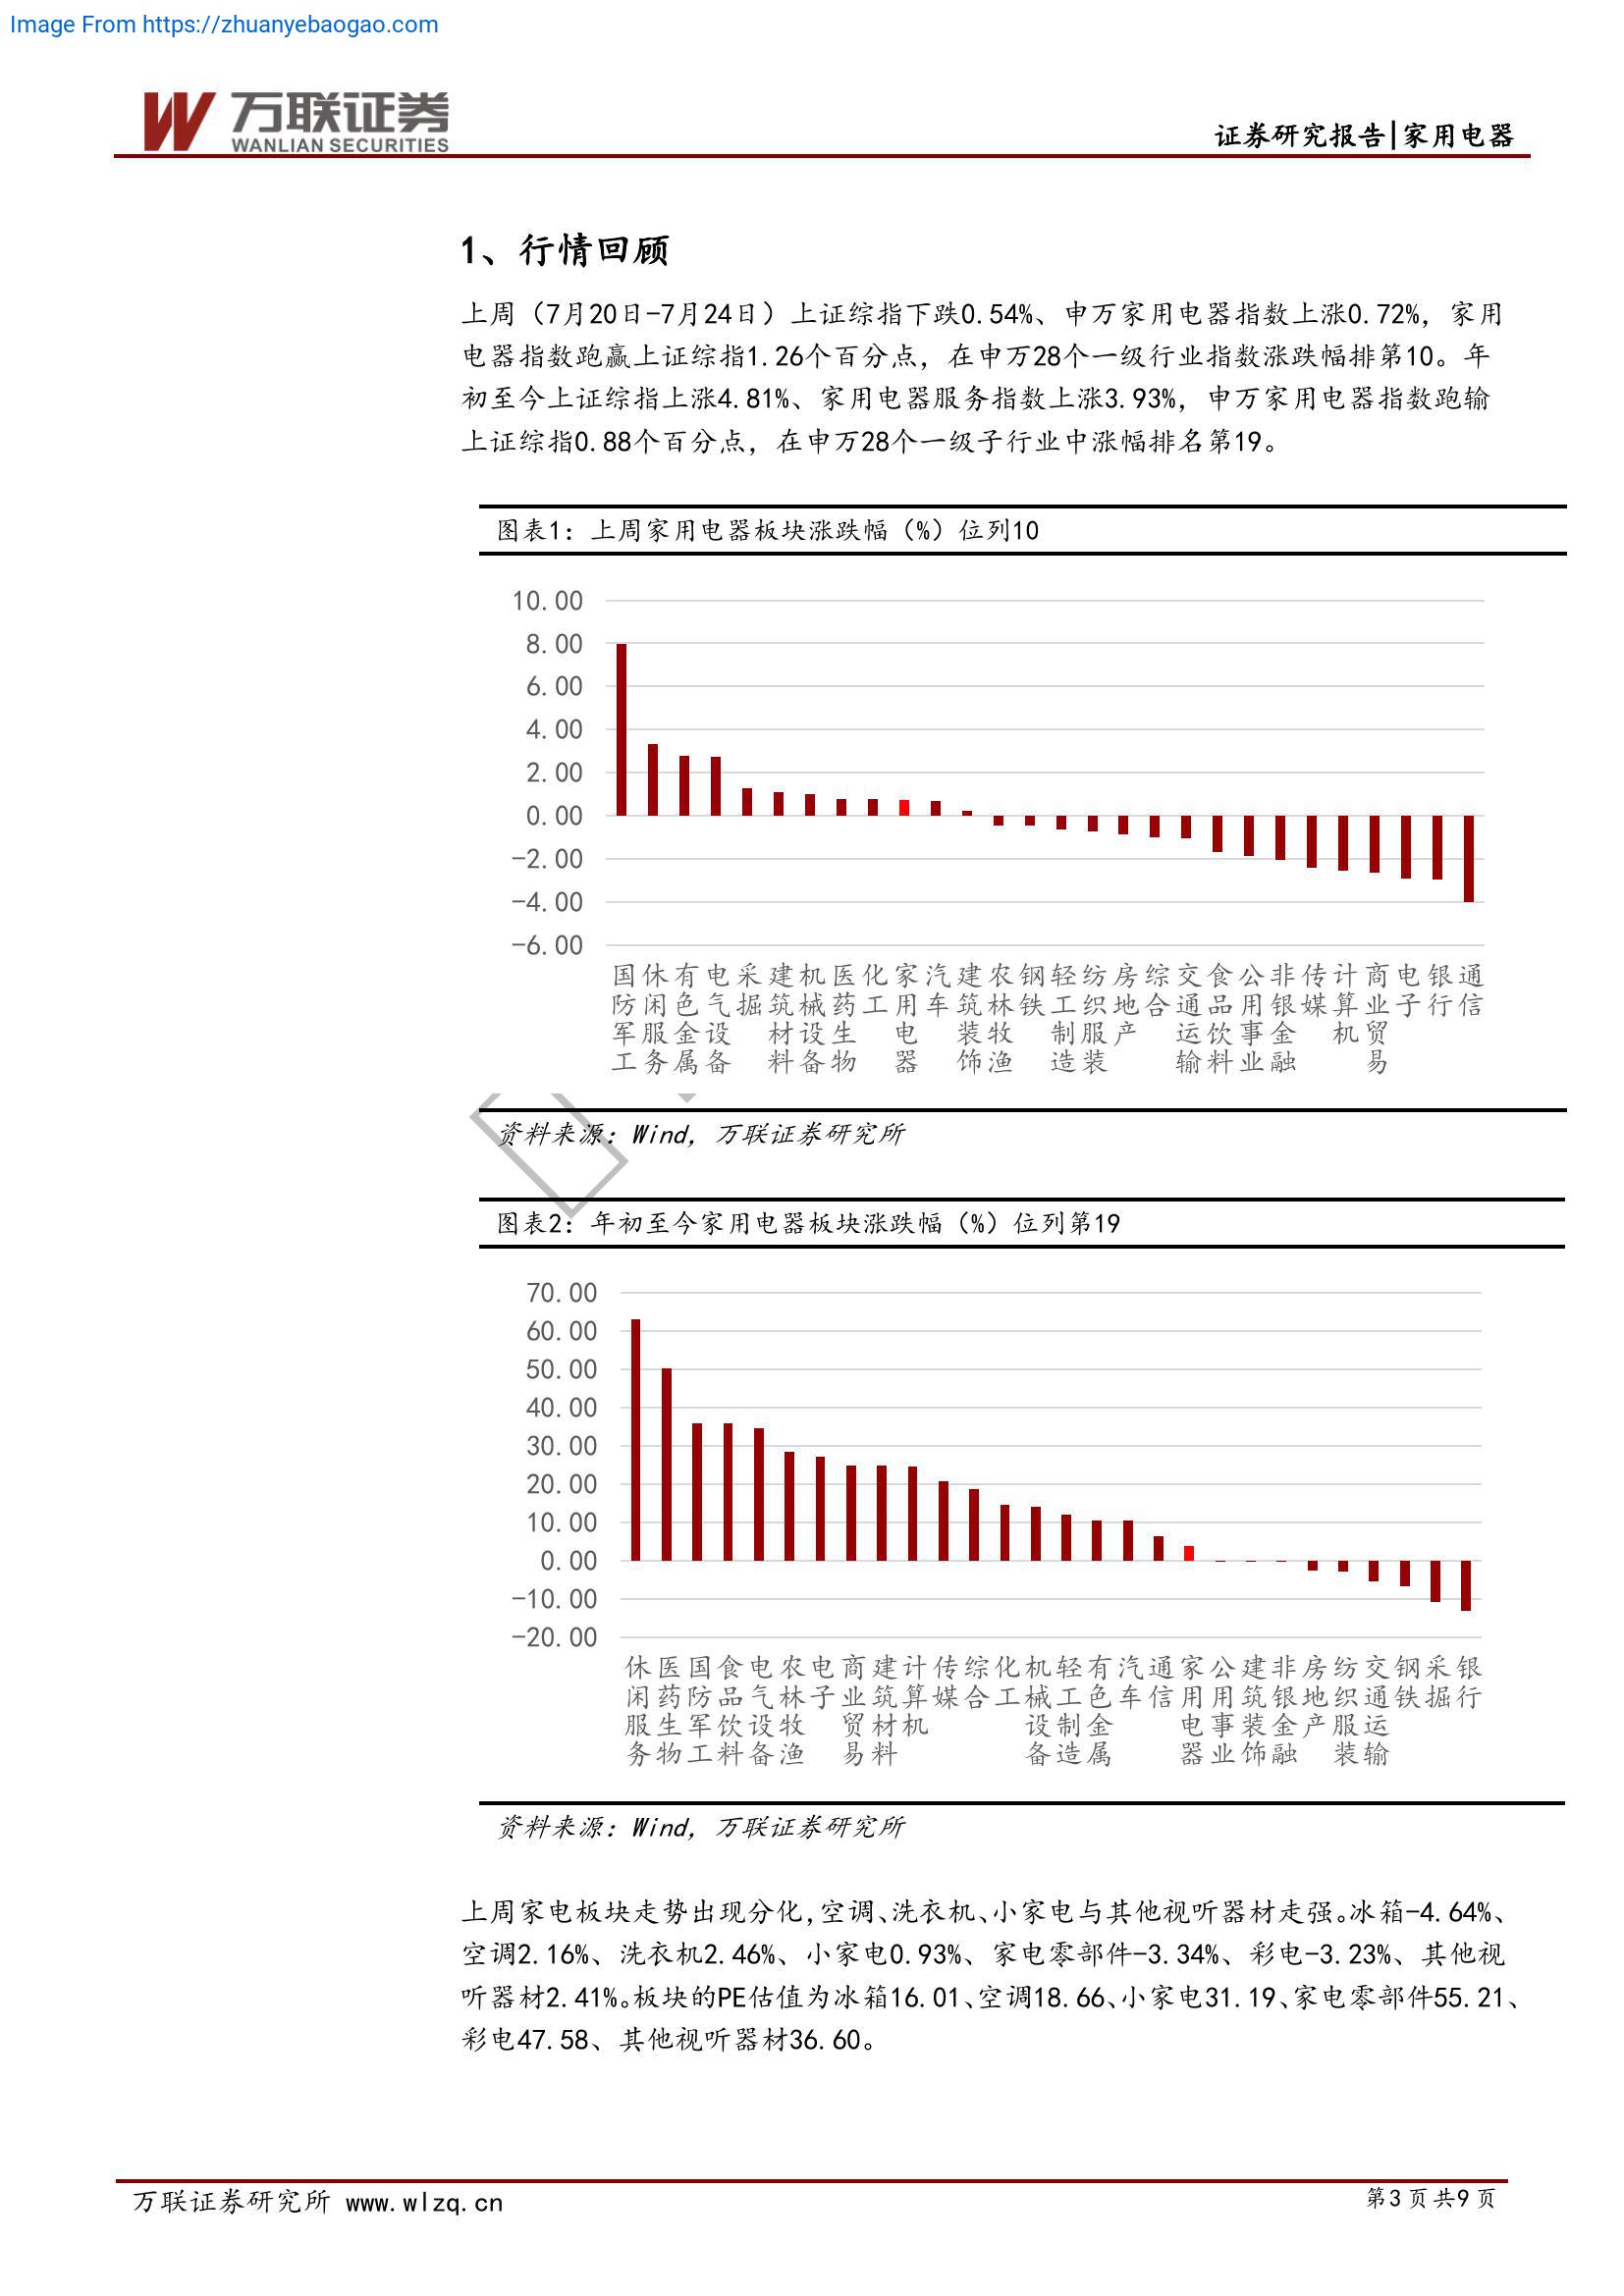 Image From https://zhuanyebaogao.com
万联证券
WANLIAN SECURITIES
证券研究报告|家用电器
1、行情回顾
上周（7月20日-7月24日）上证综指下跌0.54%、申万家用电器指数上涨0.72%，家用
电器指数跑赢上证综指1.26个百分点，在申万28个一级行业指数涨跌幅排第10。年
初至今上证综指上涨4.81%、家用电器服务指数上涨3.93%，申万家用电器指数跑输
上证综指0.88个百分点，在申万28个一级子行业中涨幅排名第19。
图表1：上周家用电器板块涨跌幅（%）位列10
10.00
8.00
6.00
4.00
2.00
0.00
-2.00
-4.00
-6.00
国防军工
休闲服务
有色金属
电气设备
采掘
建筑材料
机械设备
医药生物
化工
家用电器
汽车
建筑装饰
农林牧渔
钢铁
轻工制造
纺织服装
房地产
综合
交通运输
食品饮料
公用事业
非银金融
传媒
计算机
商业贸易
电子
银行
通信
资料来源：Wind，万联证券研究所
图表2：年初至今家用电器板块涨跌幅（%）位列第19
70.00
60.00
50.00
40.00
30.00
20.00
10.00
0.00
-10.00
-20.00
休闲服务
医药生物
国防军工
食品饮料
电气设备
农林牧渔
电子
商业贸易
建筑材料
计算机
传媒
综合
化工
机械设备
轻工制造
有色金属
汽车
通信
家用电器
公用事业
建筑装饰
非银金融
房地产
纺织服装
交通运输
钢铁
采掘
银行
资料来源：Wind，万联证券研究所
上周家电板块走势出现分化，空调、洗衣机、小家电与其他视听器材走强。冰箱-4.64%、
空调2.16%、洗衣机2.46%、小家电0.93%、家电零部件-3.34%、彩电-3.23%、其他视
听器材2.41%。板块的PE估值为冰箱16.01、空调18.66、小家电31.19、家电零部件55.21、
彩电47.58、其他视听器材36.60。
万联证券研究所 www.wlzq.cn
第3页共9页